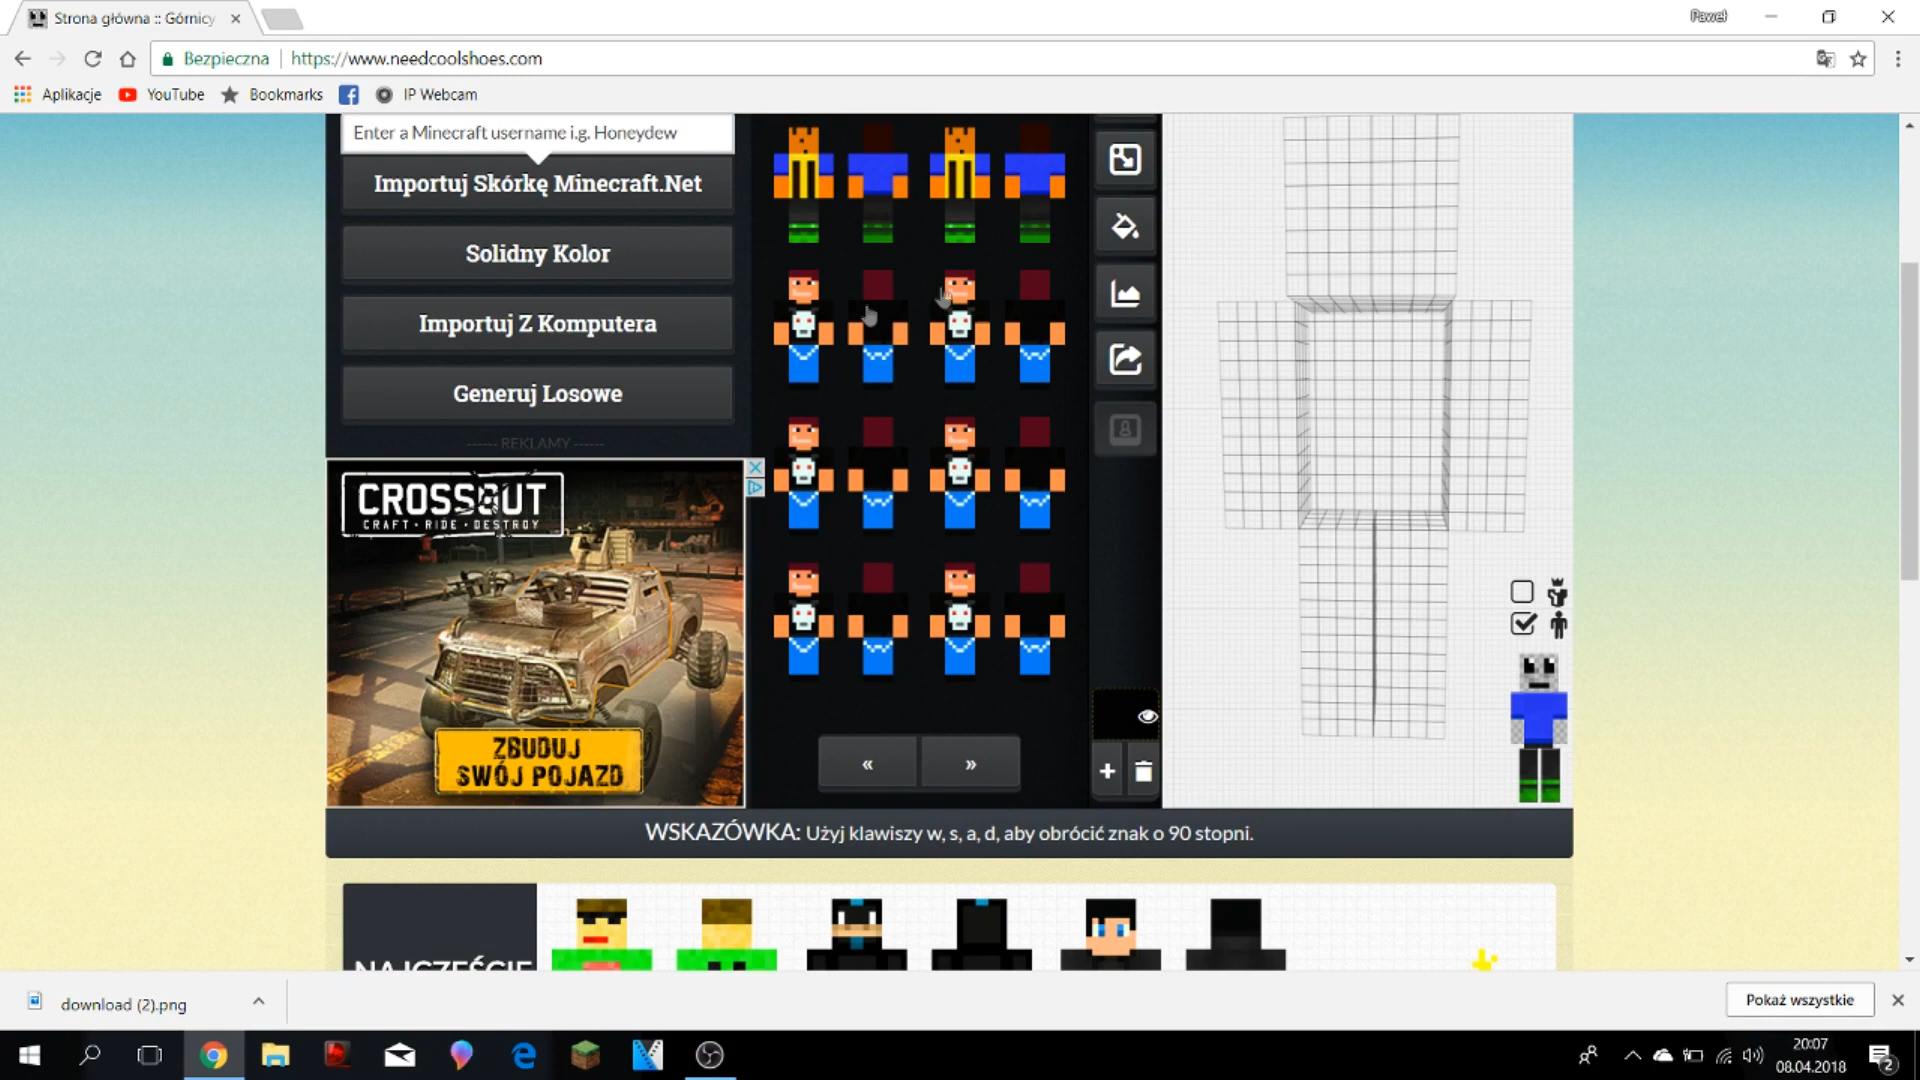 Strona główna :: Górnicy
Paweł
Bezpieczna https://www.needcoolshoes.com
Aplikacje YouTube Bookmarks IP Webcam
Enter a Minecraft username i.g. Honeydew
Importuj Skórkę Minecraft.Net
Solidny Kolor
Importuj Z Komputera
Generuj Losowe
------ REKLAMY ------
CROSSOUT
CRAFT • RIDE • DESTROY
ZBUDUJ
SWÓJ POJAZD
« »
WSKAZÓWKA: Użyj klawiszy w, s, a, d, aby obrócić znak o 90 stopni.
NAJCZĘŚCIEJ
download (2).png
Pokaż wszystkie
20:07
08.04.2018
2